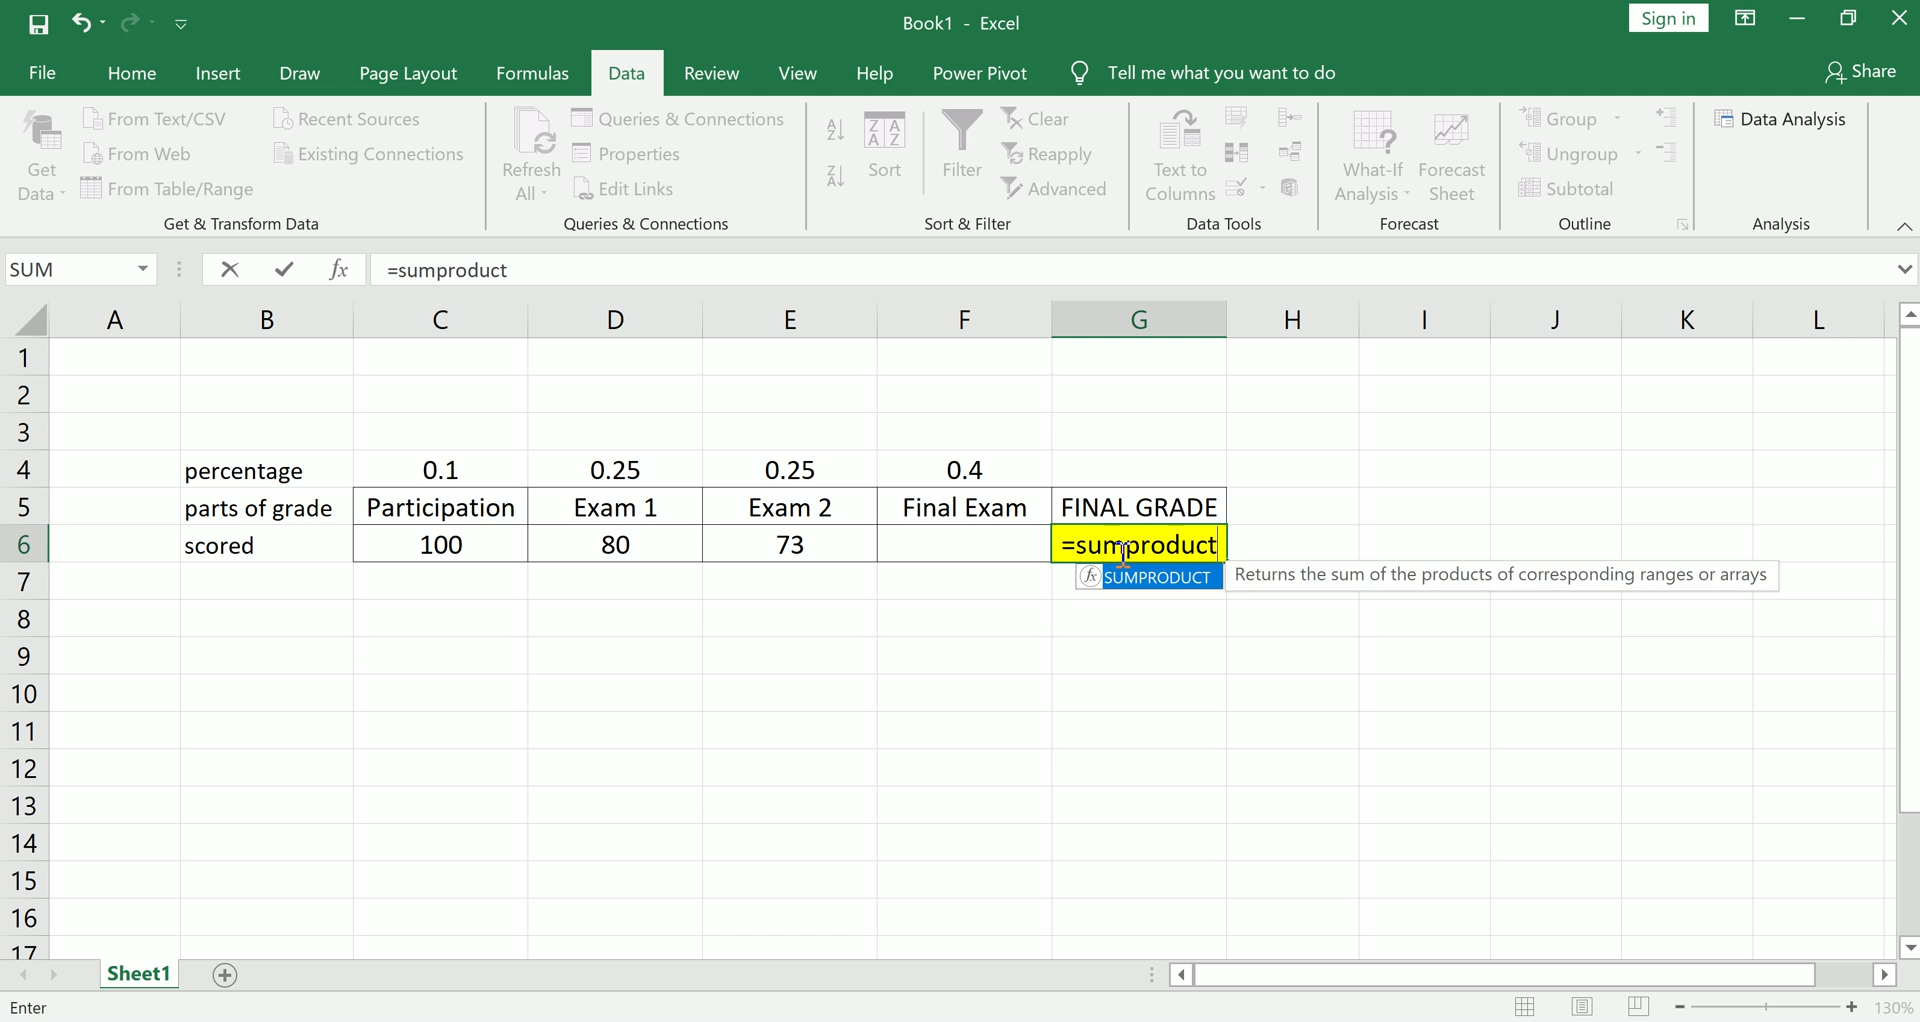 Book1 - Excel
Sign in
File Home Insert Draw Page Layout Formulas Data Review View Help Power Pivot Tell me what you want to do Share
Get Data
From Text/CSV
From Web
From Table/Range
Recent Sources
Existing Connections
Get & Transform Data
Refresh All
Queries & Connections
Properties
Edit Links
Queries & Connections
Sort
Filter
Clear
Reapply
Advanced
Sort & Filter
Text to Columns
Data Tools
What-If Analysis
Forecast Sheet
Forecast
Group
Ungroup
Subtotal
Outline
Data Analysis
Analysis
SUM fx =sumproduct
A B C D E F G H I J K L
1
2
3
4 percentage 0.1 0.25 0.25 0.4
5 parts of grade Participation Exam 1 Exam 2 Final Exam FINAL GRADE
6 scored 100 80 73 =sumproduct
7 fx SUMPRODUCT Returns the sum of the products of corresponding ranges or arrays
8
9
10
11
12
13
14
15
16
17
Sheet1
Enter 130%